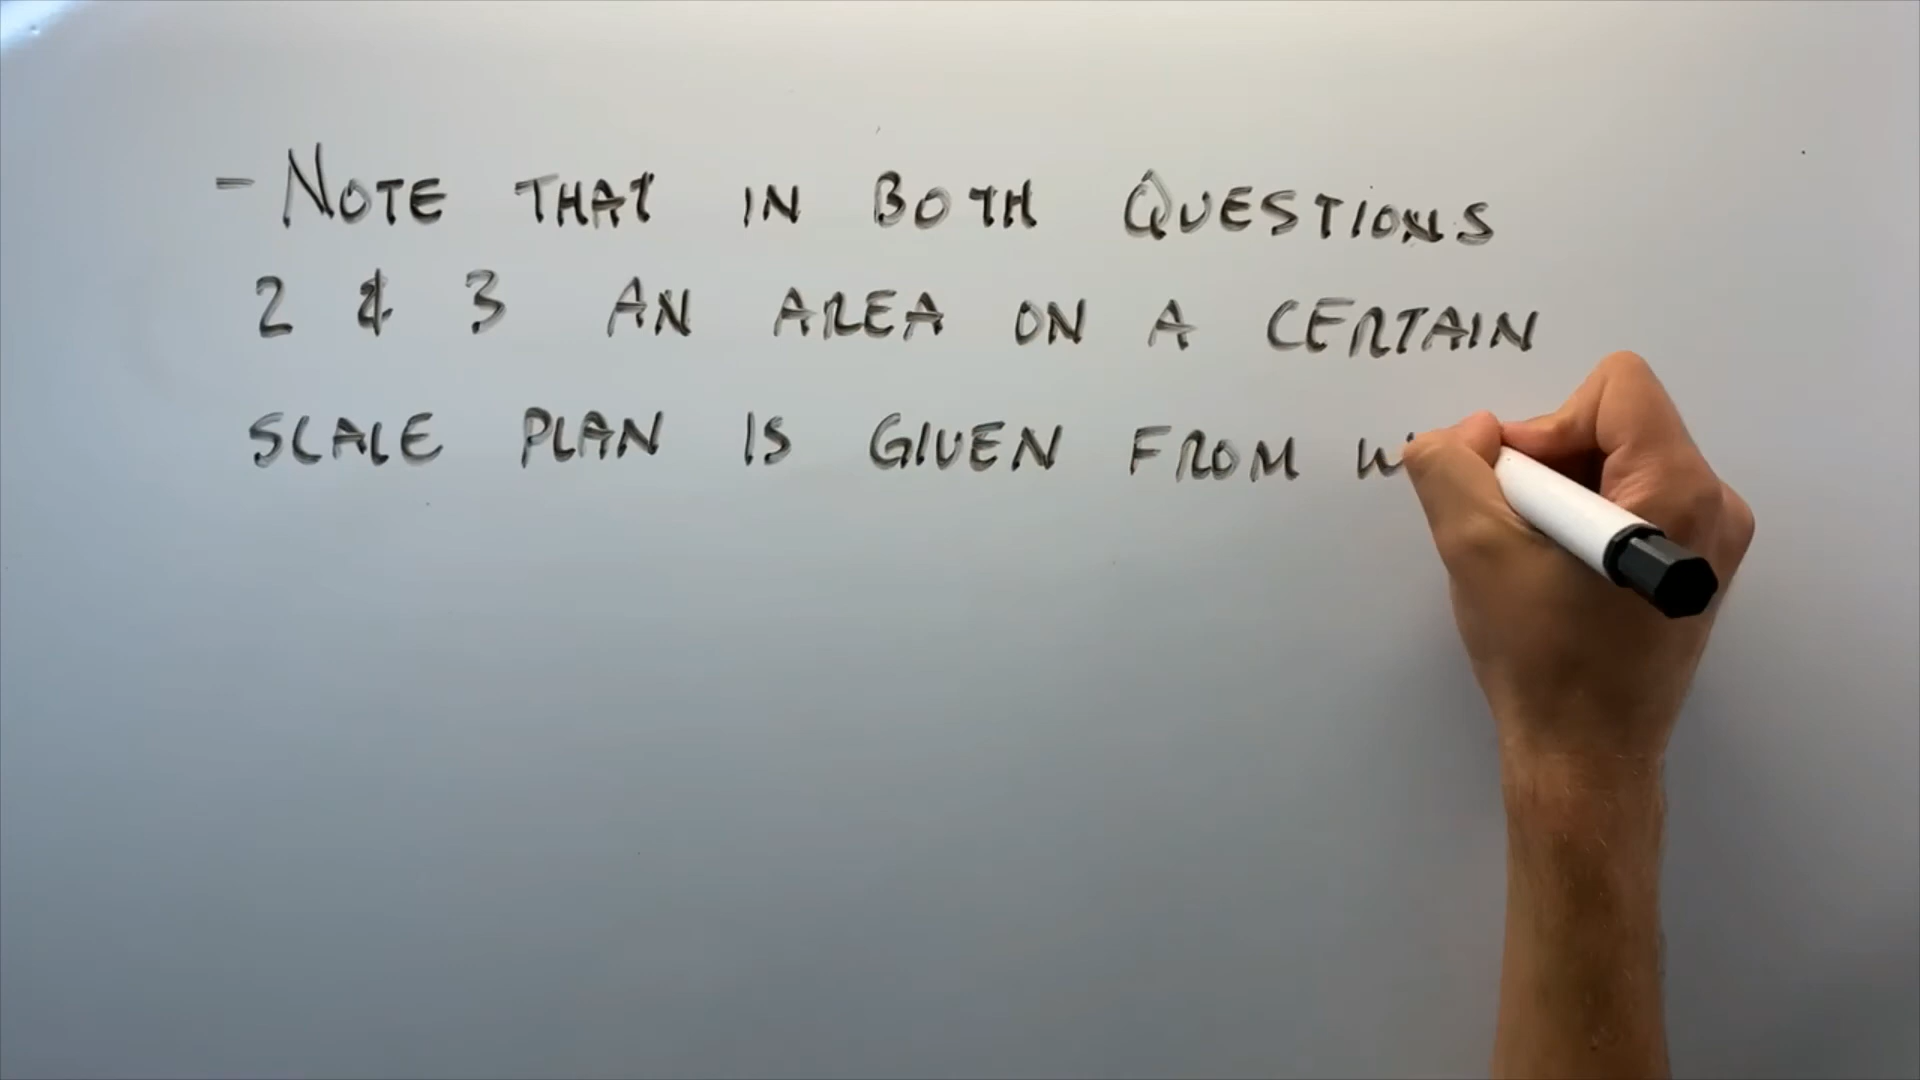 - NOTE THAT IN BOTH QUESTIONS
2 & 3 AN AREA ON A CERTAIN
SCALE PLAN IS GIVEN FROM W